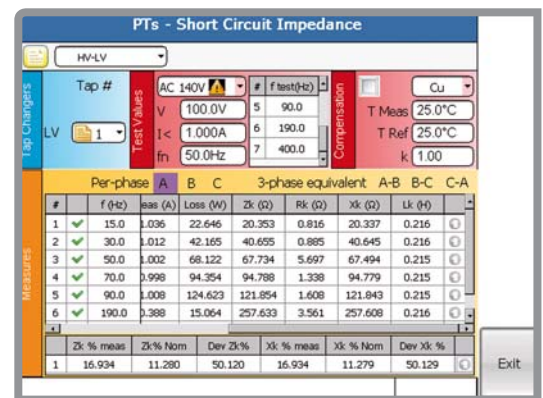 PTs - Short Circuit Impedance
HV-LV
Tap Changers
Tap #
LV 1
Test Values
AC 140V
V 100.0V
I< 1.000A
fn 50.0Hz
# f test(Hz)
5 90.0
6 190.0
7 400.0
Compensation
Cu
T Meas 25.0°C
T Ref 25.0°C
k 1.00
Measures
Per-phase A B C 3-phase equivalent A-B B-C C-A
# f (Hz) eas (A) Loss (W) Zk (Ω) Rk (Ω) Xk (Ω) Lk (H)
1 15.0 1.036 22.646 20.353 0.816 20.337 0.216
2 30.0 1.012 42.165 40.655 0.885 40.645 0.216
3 50.0 1.002 68.122 67.734 5.697 67.494 0.215
4 70.0 0.998 94.354 94.788 1.338 94.779 0.215
5 90.0 1.008 124.623 121.854 1.608 121.843 0.215
6 190.0 0.388 15.064 257.633 3.561 257.608 0.216
Zk % meas Zk% Nom Dev Zk% Xk % meas Xk % Nom Dev Xk %
1 16.934 11.280 50.120 16.934 11.279 50.129
Exit